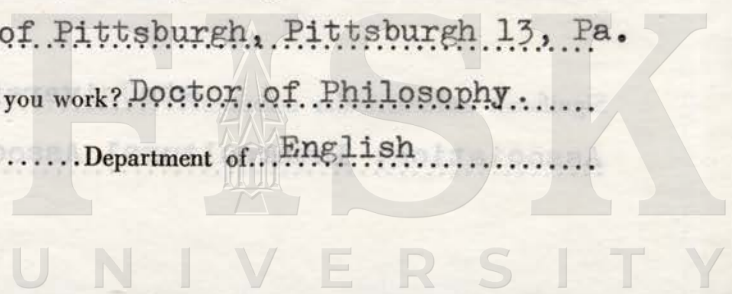 of Pittsburgh, Pittsburgh 13, Pa.
you work? Doctor of Philosophy.
Department of English
FISK
UNIVERSITY